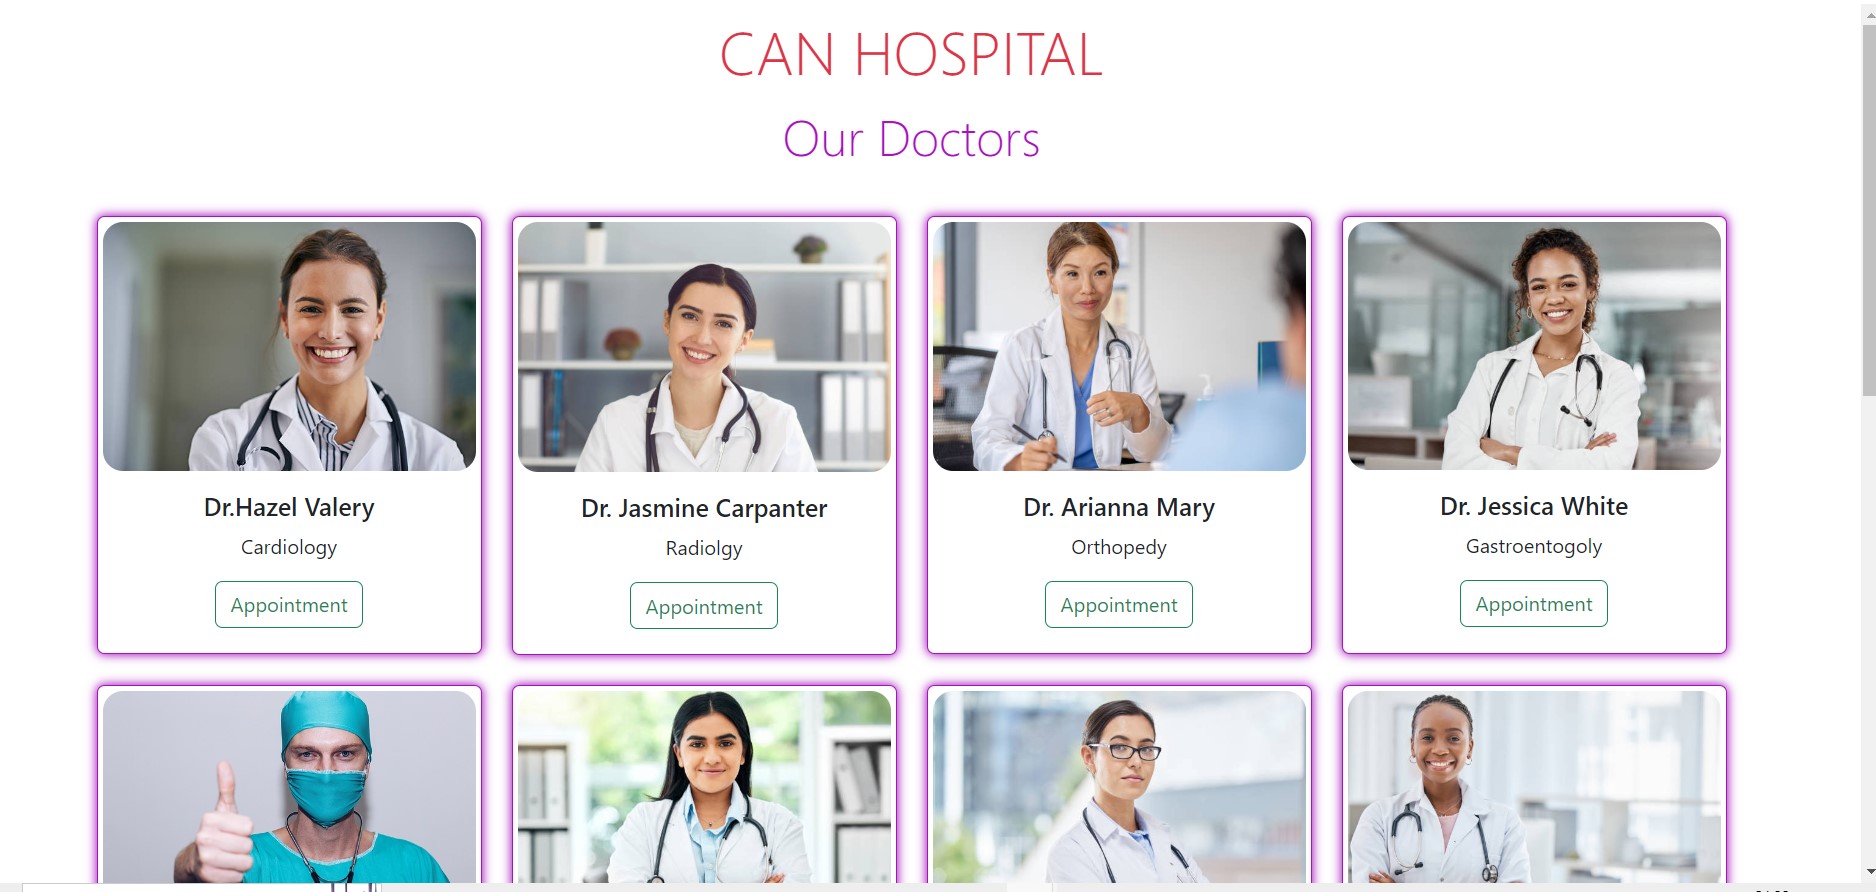 CAN HOSPITAL
Our Doctors
Dr.Hazel Valery
Cardiology
Appointment
Dr. Jasmine Carpanter
Radiolgy
Appointment
Dr. Arianna Mary
Orthopedy
Appointment
Dr. Jessica White
Gastroentogoly
Appointment